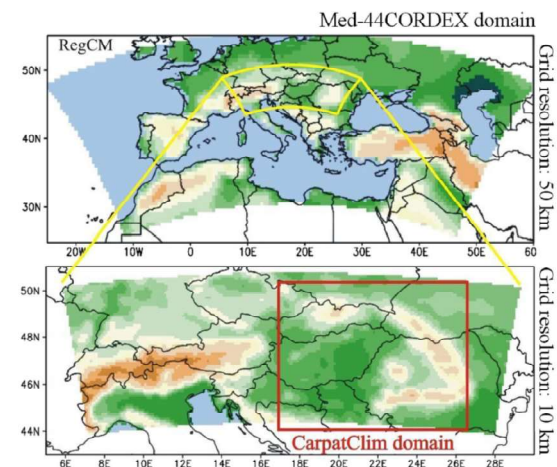 Med-44CORDEX domain
RegCM
50N
40N
30N
20W 10W 0 10E 20E 30E 40E 50E 60
Grid resolution: 50 km
50N
48N
46N
44N
CarpatClim domain
6E 8E 10E 12E 14E 16E 18E 20E 22E 24E 26E 28E
Grid resolution: 10 km